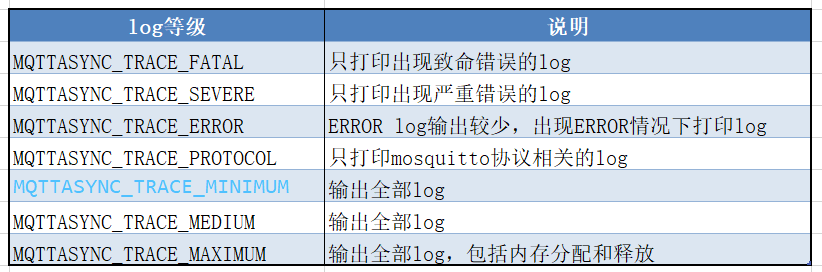 log等级 说明
MQTTASYNC_TRACE_FATAL 只打印出现致命错误的log
MQTTASYNC_TRACE_SEVERE 只打印出现严重错误的log
MQTTASYNC_TRACE_ERROR ERROR log输出较少，出现ERROR情况下打印log
MQTTASYNC_TRACE_PROTOCOL 只打印mosquitto协议相关的log
MQTTASYNC_TRACE_MINIMUM 输出全部log
MQTTASYNC_TRACE_MEDIUM 输出全部log
MQTTASYNC_TRACE_MAXIMUM 输出全部log，包括内存分配和释放